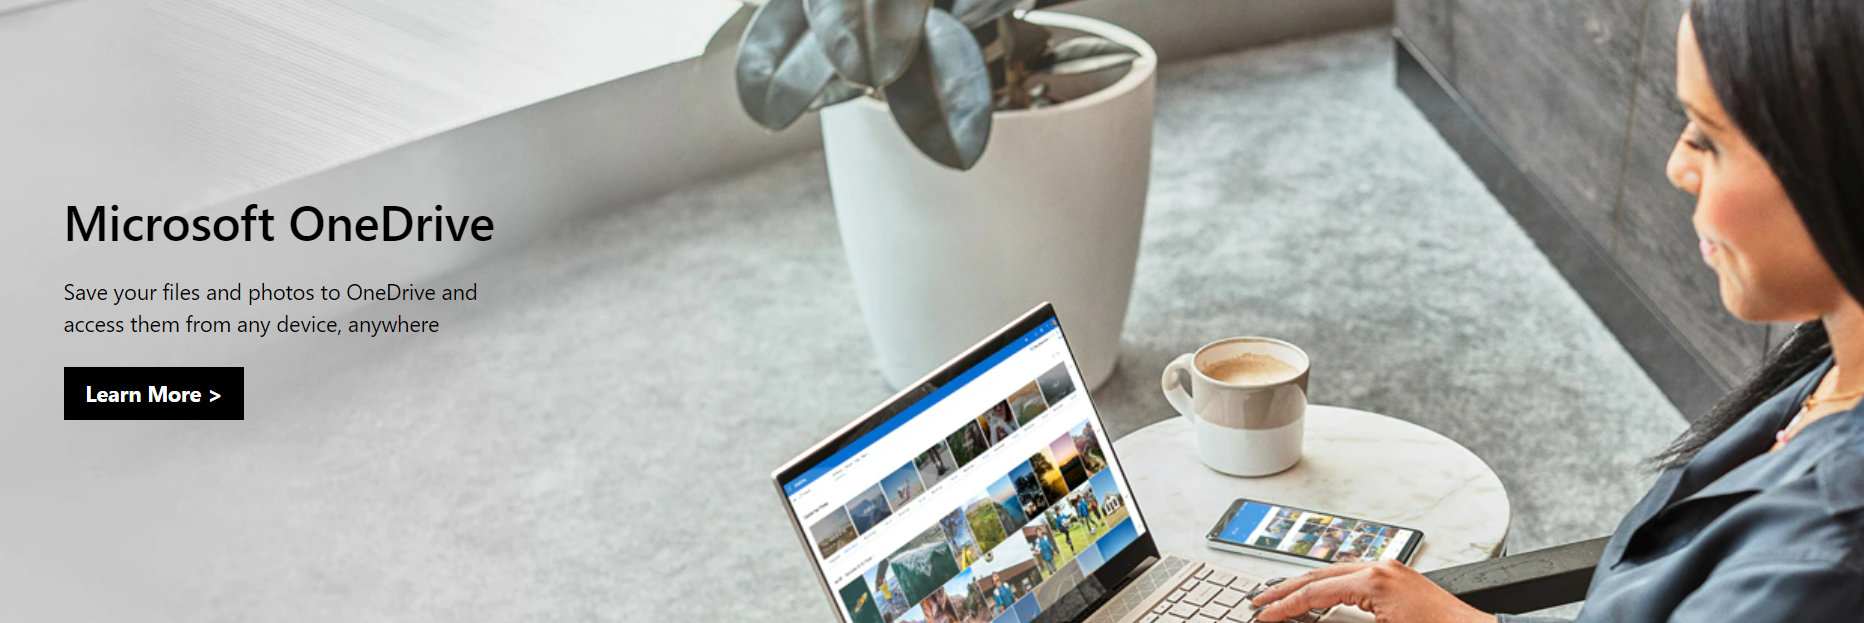 Microsoft OneDrive
Save your files and photos to OneDrive and
access them from any device, anywhere
Learn More >